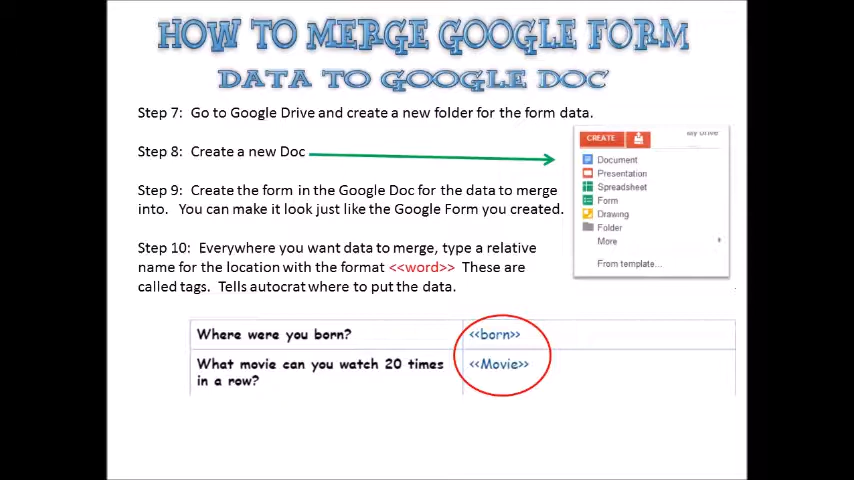 HOW TO MERGE GOOGLE FORM
DATA TO GOOGLE DOC
Step 7: Go to Google Drive and create a new folder for the form data.
Step 8: Create a new Doc
Step 9: Create the form in the Google Doc for the data to merge
into. You can make it look just like the Google Form you created.
Step 10: Everywhere you want data to merge, type a relative
name for the location with the format <<word>> These are
called tags. Tells autocrat where to put the data.
CREATE
My Drive
Document
Presentation
Spreadsheet
Form
Drawing
Folder
More
From template...
Where were you born? <<born>>
What movie can you watch 20 times <<Movie>>
in a row?